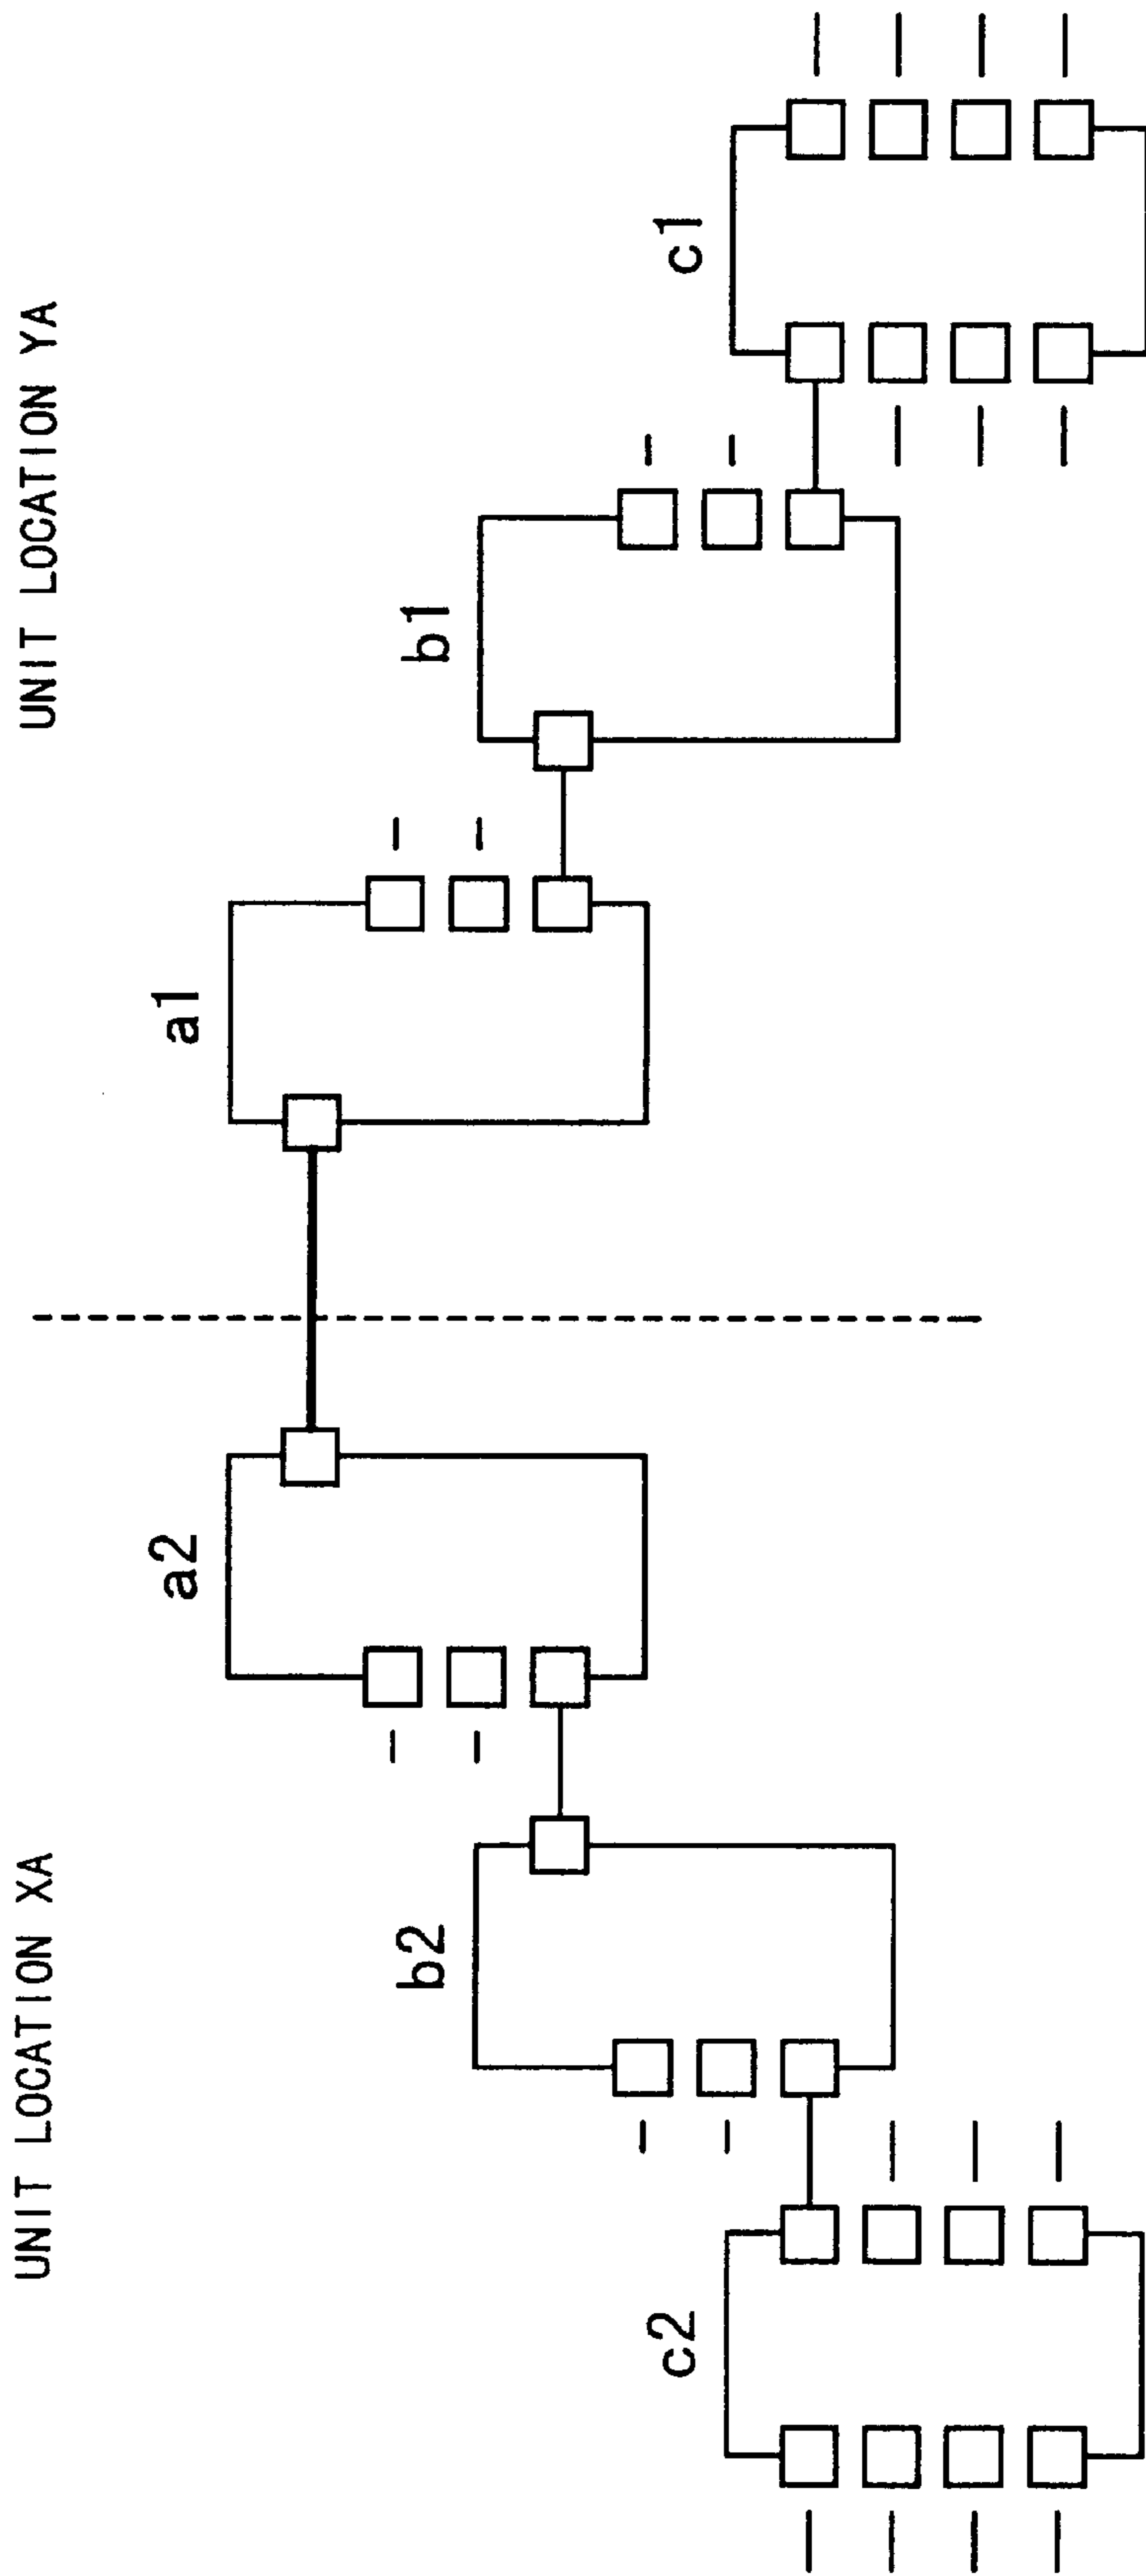 UNIT LOCATION XA
UNIT LOCATION YA
a2
a1
b2
b1
c2
c1